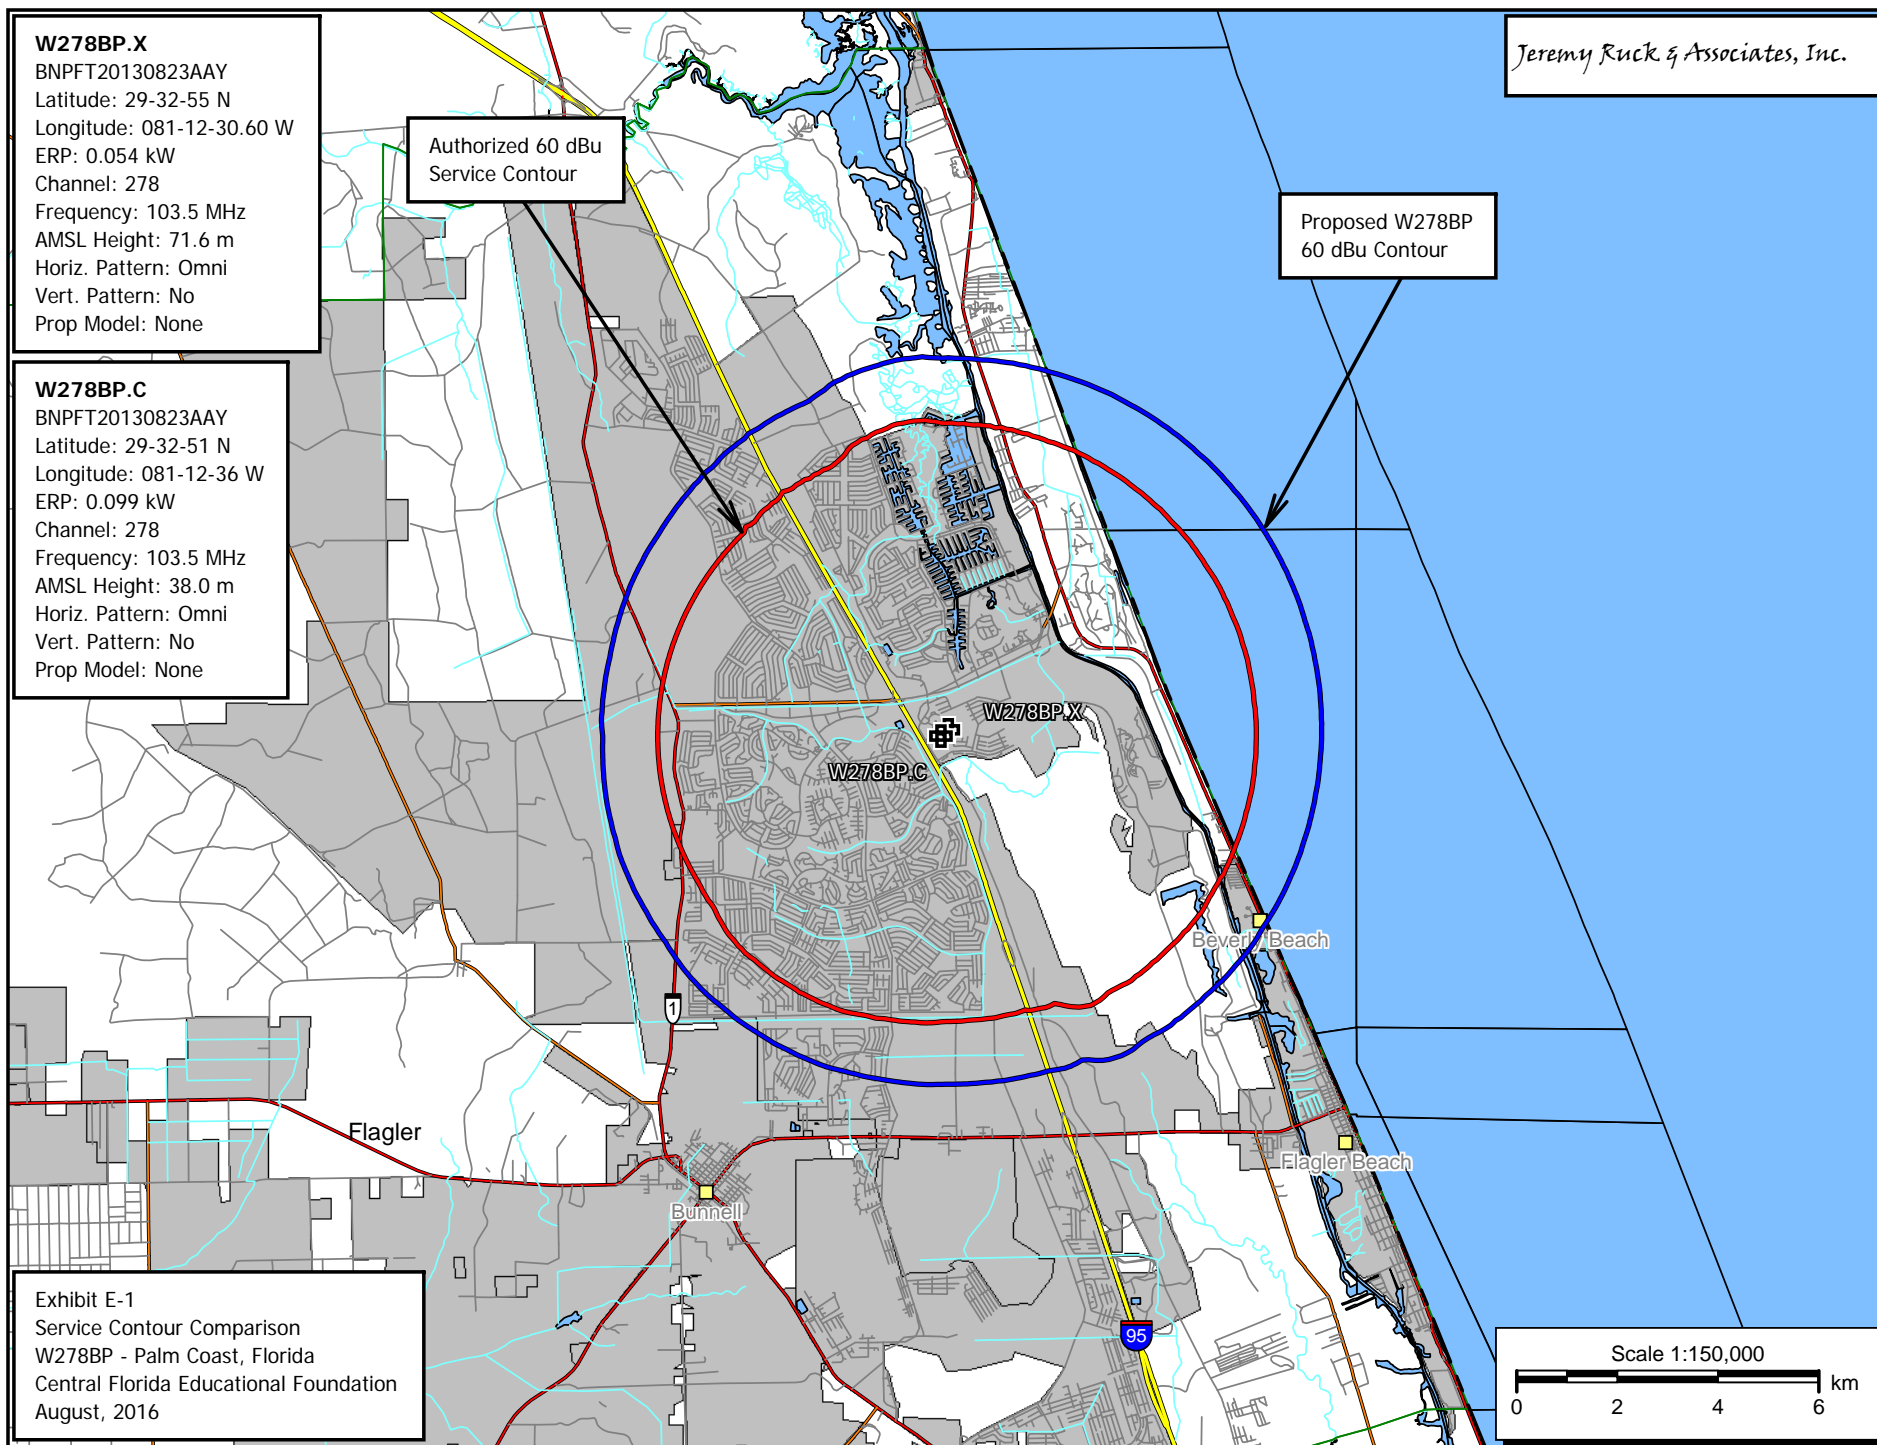 W278BP.X
BNPFT20130823AAY
Latitude: 29-32-55 N
Longitude: 081-12-30.60 W
ERP: 0.054 kW
Channel: 278
Frequency: 103.5 MHz
AMSL Height: 71.6 m
Horiz. Pattern: Omni
Vert. Pattern: No
Prop Model: None
Jeremy Ruck & Associates, Inc.
Authorized 60 dBu
Service Contour
Proposed W278BP
60 dBu Contour
W278BP.C
BNPFT20130823AAY
Latitude: 29-32-51 N
Longitude: 081-12-36 W
ERP: 0.099 kW
Channel: 278
Frequency: 103.5 MHz
AMSL Height: 38.0 m
Horiz. Pattern: Omni
Vert. Pattern: No
Prop Model: None
W278BP.X
W278BP.C
Beverly Beach
1
Flagler
Flagler Beach
Bunnell
95
Exhibit E-1
Service Contour Comparison
W278BP - Palm Coast, Florida
Central Florida Educational Foundation
August, 2016
Scale 1:150,000
km
0 2 4 6